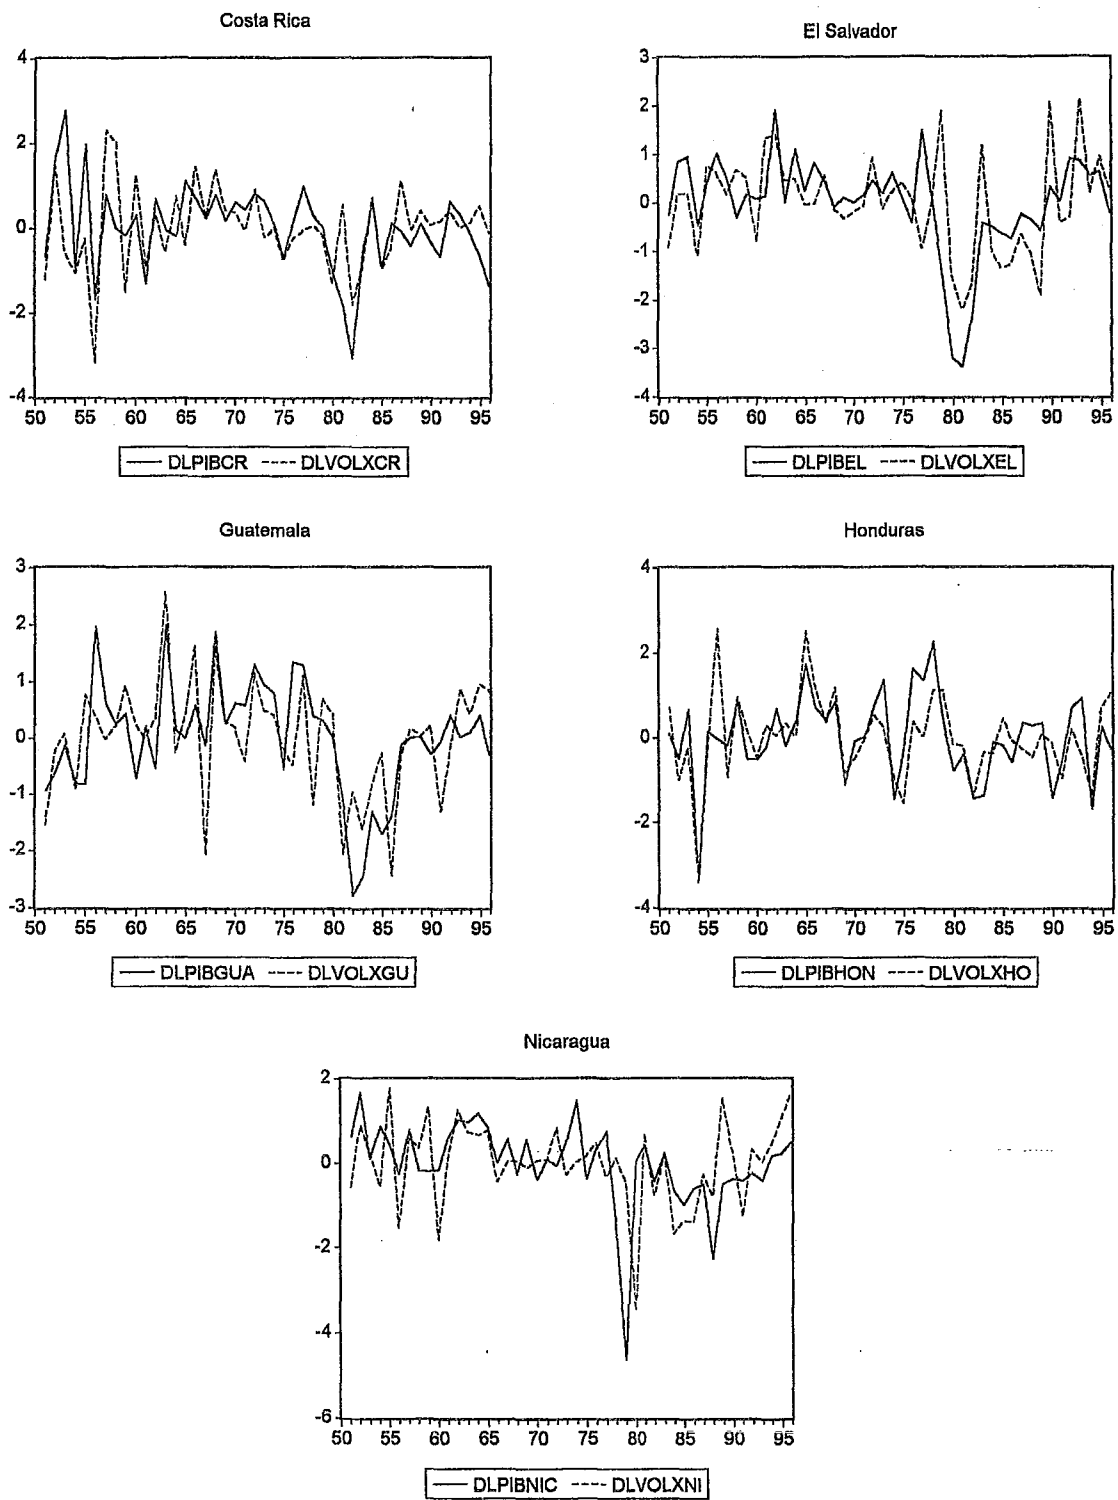 Costa Rica
4
2
0
-2
-4
50 55 60 65 70 75 80 85 90 95
DLPIBCR DLVOLXCR
El Salvador
3
2
1
0
-1
-2
-3
-4
50 55 60 65 70 75 80 85 90 95
DLPIBEL DLVOLXEL
Guatemala
3
2
1
0
-1
-2
-3
50 55 60 65 70 75 80 85 90 95
DLPIBGUA DLVOLXGU
Honduras
4
2
0
-2
-4
50 55 60 65 70 75 80 85 90 95
DLPIBHON DLVOLXHO
Nicaragua
2
0
-2
-4
-6
50 55 60 65 70 75 80 85 90 95
DLPIBNIC DLVOLXNI